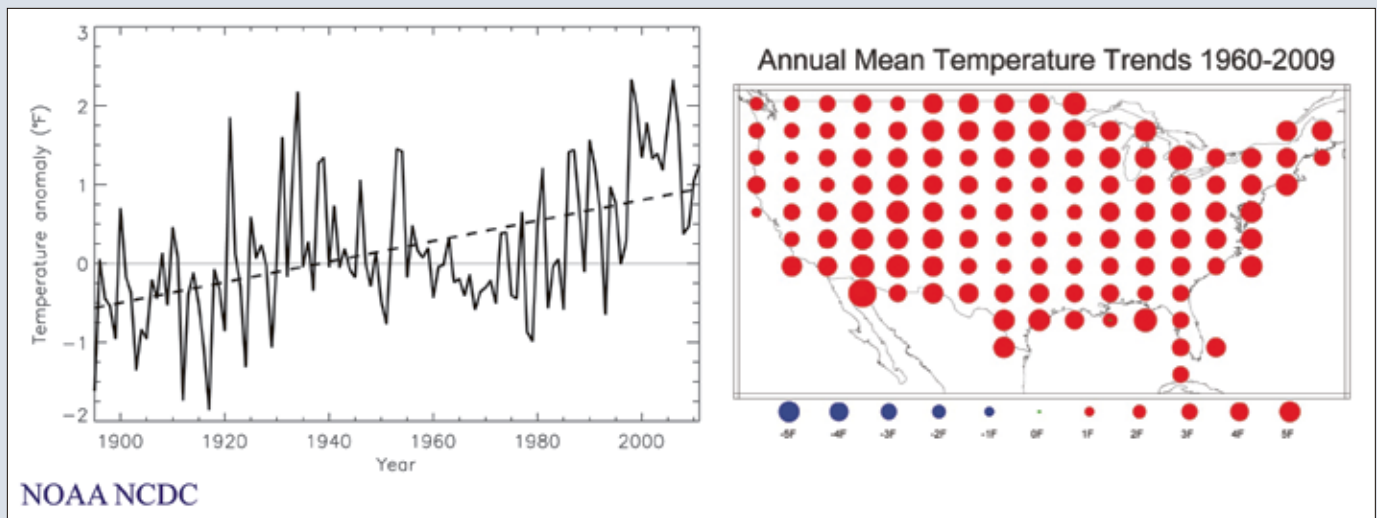 3
2
1
0
−1
−2
Temperature anomaly (°F)
1900 1920 1940 1960 1980 2000
Year
NOAA NCDC
Annual Mean Temperature Trends 1960-2009
-5F -4F -3F -2F -1F 0F 1F 2F 3F 4F 5F